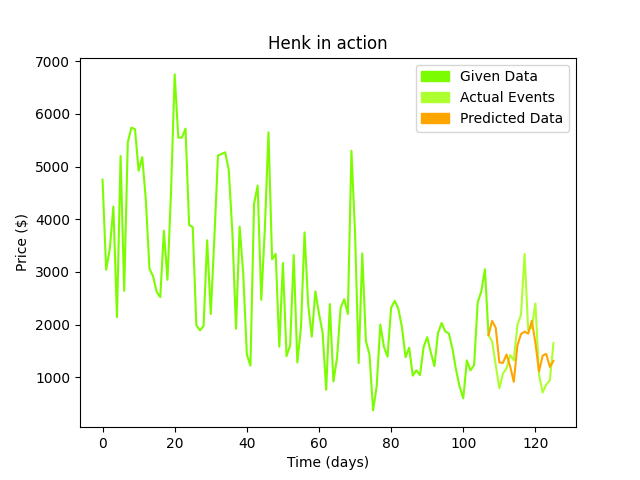 Henk in action
Given Data
Actual Events
Predicted Data
Price ($)
7000
6000
5000
4000
3000
2000
1000
0 20 40 60 80 100 120
Time (days)